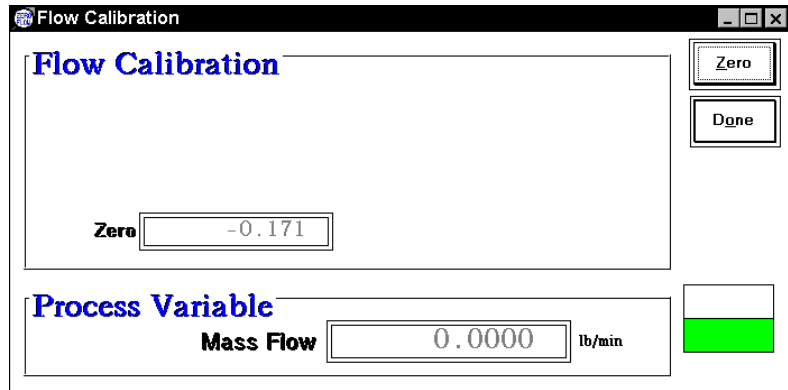 Flow Calibration
Flow Calibration
Zero
Done
Zero -0.171
Process Variable
Mass Flow 0.0000 lb/min